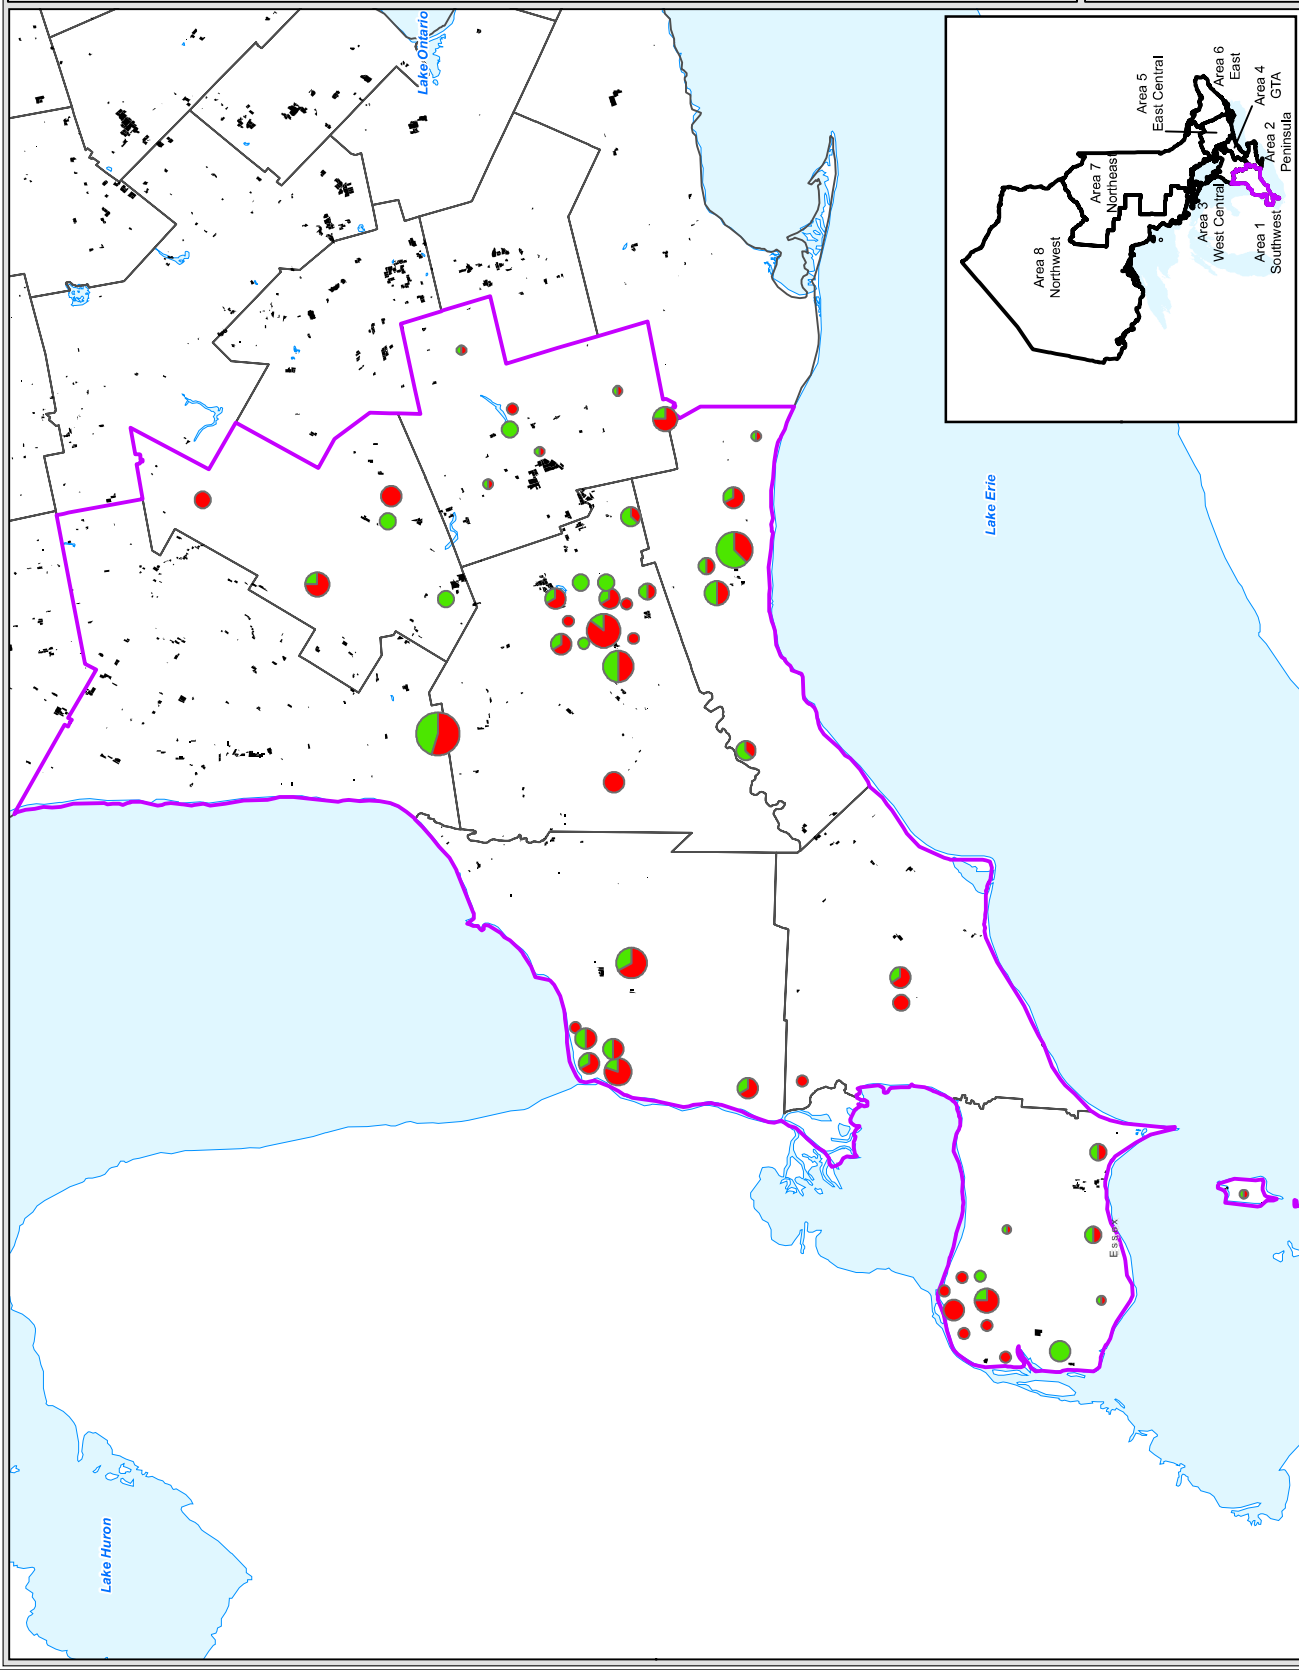 Lake Ontario
Lake Erie
Lake Huron
Essex
Area 8
Northwest
Area 7
Northeast
Area 3
West Central
Area 1
Southwest
Area 5
East Central
Area 6
East
Area 4
GTA
Area 2
Peninsula